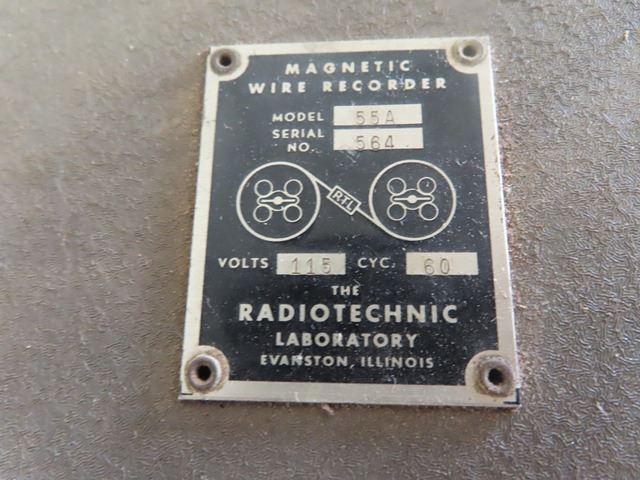 MAGNETIC
WIRE RECORDER
MODEL 55A
SERIAL
NO. 564
RTL
VOLTS 115 CYC. 60
THE
RADIOTECHNIC
LABORATORY
EVANSTON, ILLINOIS